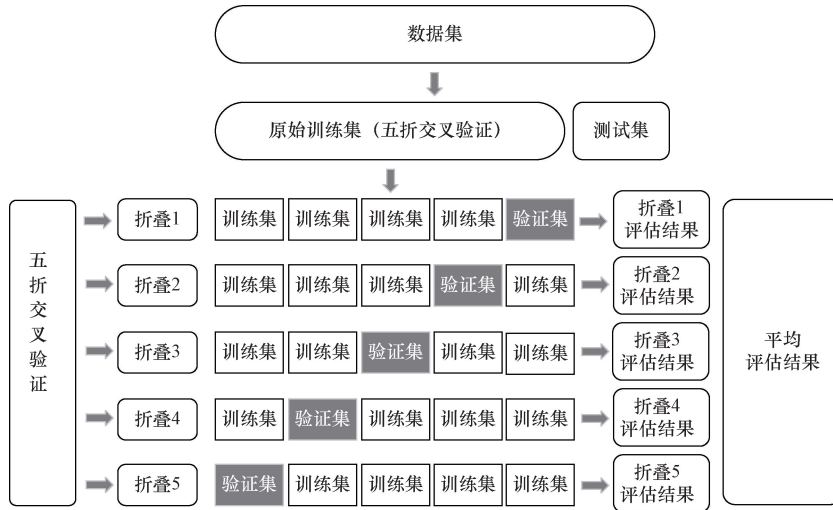 数据集
原始训练集（五折交叉验证）
测试集
五折交叉验证
折叠1
训练集 训练集 训练集 训练集 验证集
折叠1
评估结果
折叠2
训练集 训练集 训练集 验证集 训练集
折叠2
评估结果
折叠3
训练集 训练集 验证集 训练集 训练集
折叠3
评估结果
折叠4
训练集 验证集 训练集 训练集 训练集
折叠4
评估结果
折叠5
验证集 训练集 训练集 训练集 训练集
折叠5
评估结果
平均
评估结果